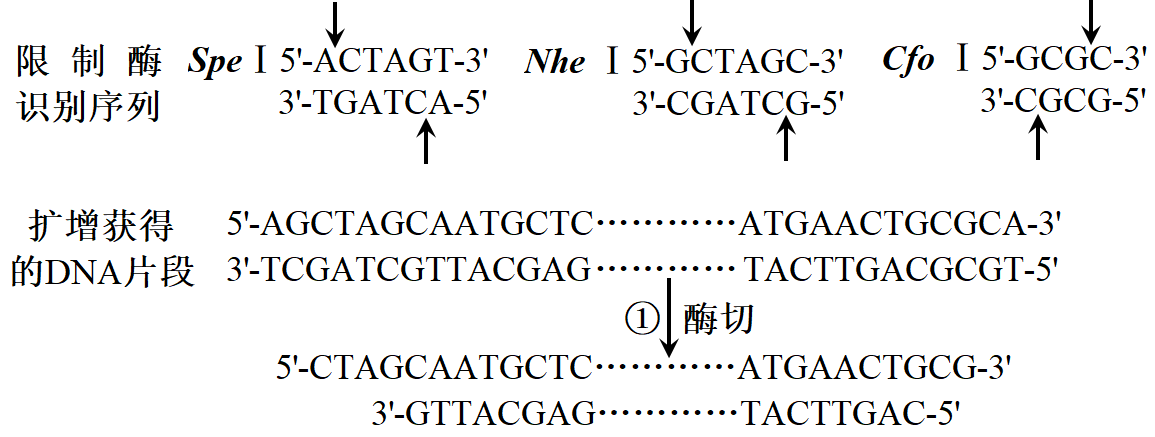 限制酶 Spe Ⅰ 5'-ACTAGT-3' Nhe Ⅰ 5'-GCTAGC-3' Cfo Ⅰ 5'-GCGC-3'
识别序列 3'-TGATCA-5' 3'-CGATCG-5' 3'-CGCG-5'
扩增获得 5'-AGCTAGCAATGCTC…………ATGAACTGCGCA-3'
的DNA片段 3'-TCGATCGTTACGAG…………TACTTGACGCGT-5'
① 酶切
5'-CTAGCAATGCTC…………ATGAACTGCG-3'
3'-GTTACGAG…………TACTTGAC-5'